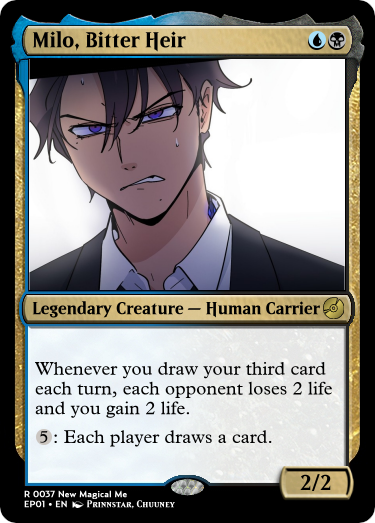 Milo, Bitter Heir
Legendary Creature — Human Carrier
Whenever you draw your third card
each turn, each opponent loses 2 life
and you gain 2 life.
5: Each player draws a card.
2/2
R 0037 New Magical Me
EP01 • EN Prinnstar, Chuuney